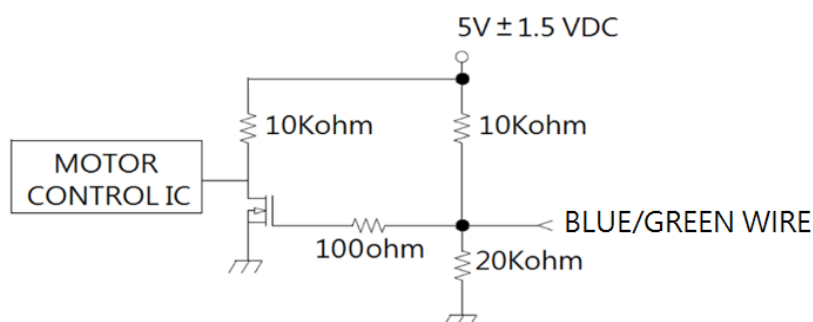 5V ± 1.5 VDC
10Kohm
10Kohm
MOTOR
CONTROL IC
BLUE/GREEN WIRE
100ohm
20Kohm